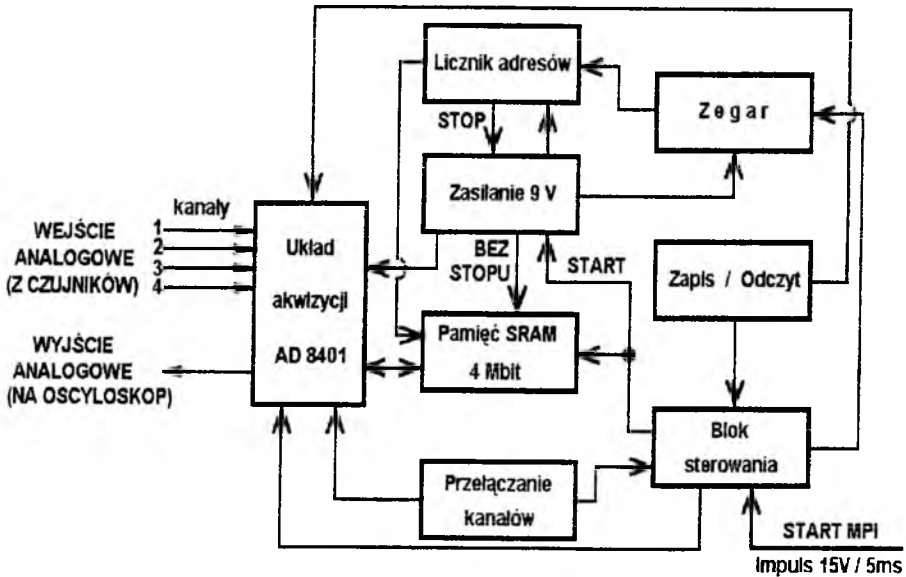 Licznik adresów
Zegar
STOP
Zasilanie 9 V
kanały
WEJŚCIE
ANALOGOWE
(Z CZUJNIKÓW)
1
2
3
4
Układ
akwizycji
AD 8401
BEZ
STOPU
START
Zapis / Odczyt
WYJŚCIE
ANALOGOWE
(NA OSCYLOSKOP)
Pamięć SRAM
4 Mbit
Blok
sterowania
Przełączanie
kanałów
START MPI
Impuls 15V / 5ms